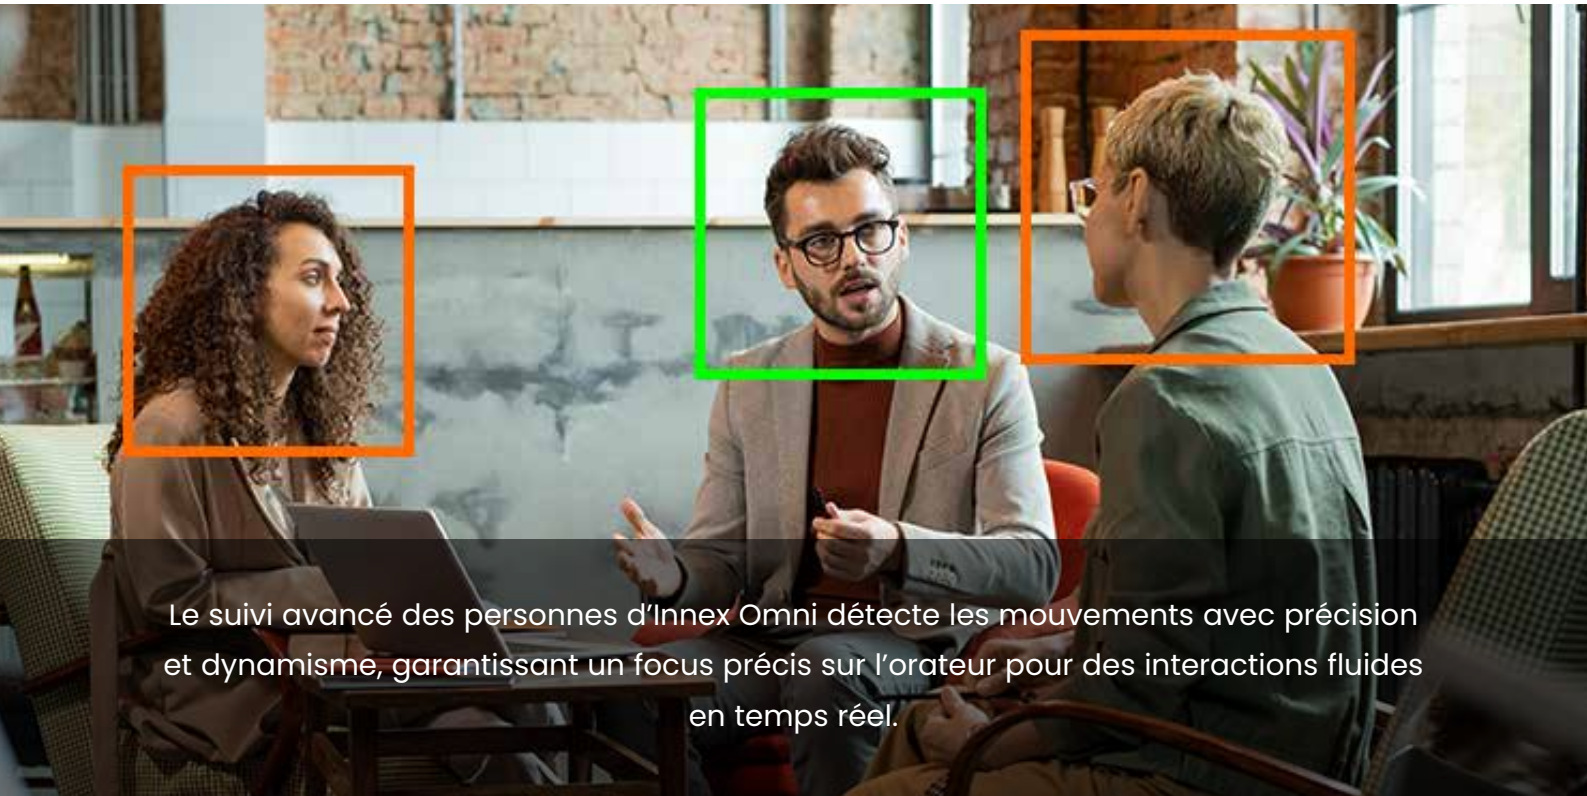 Le suivi avancé des personnes d’Innex Omni détecte les mouvements avec précision
et dynamisme, garantissant un focus précis sur l’orateur pour des interactions fluides
en temps réel.